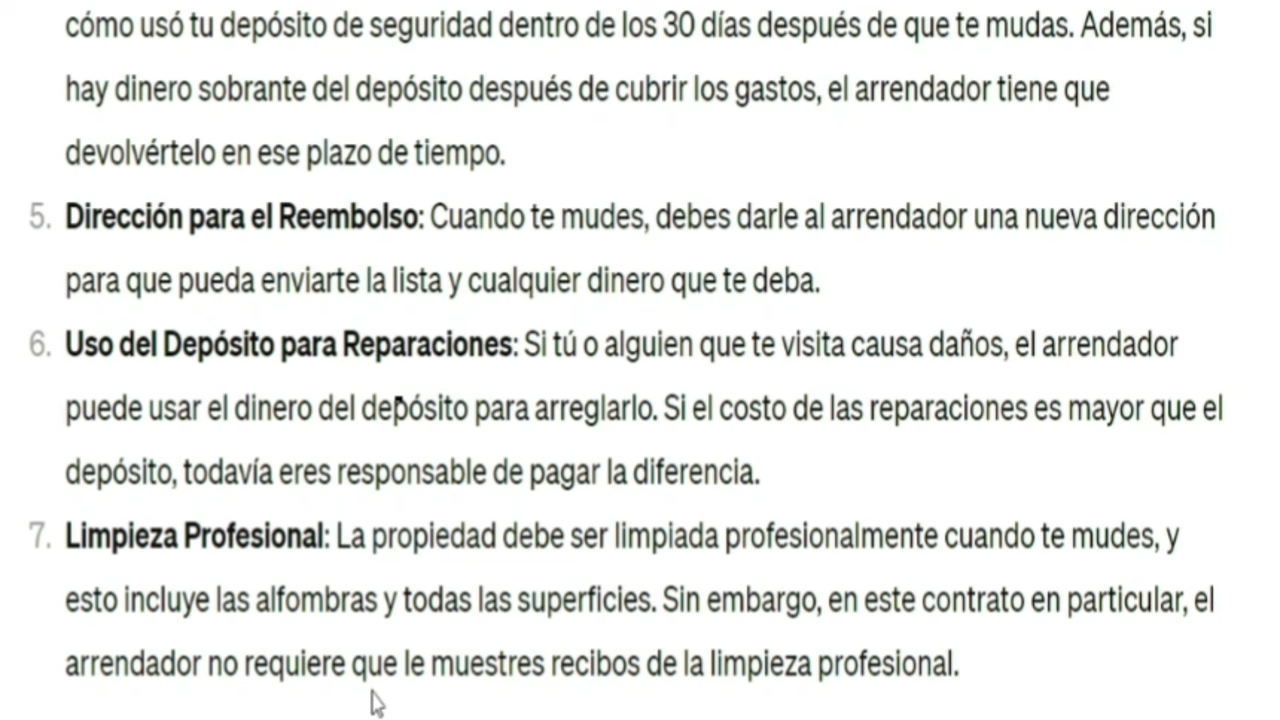 cómo usó tu depósito de seguridad dentro de los 30 días después de que te mudas. Además, si
hay dinero sobrante del depósito después de cubrir los gastos, el arrendador tiene que
devolvértelo en ese plazo de tiempo.
5. Dirección para el Reembolso: Cuando te mudes, debes darle al arrendador una nueva dirección
para que pueda enviarte la lista y cualquier dinero que te deba.
6. Uso del Depósito para Reparaciones: Si tú o alguien que te visita causa daños, el arrendador
puede usar el dinero del depósito para arreglarlo. Si el costo de las reparaciones es mayor que el
depósito, todavía eres responsable de pagar la diferencia.
7. Limpieza Profesional: La propiedad debe ser limpiada profesionalmente cuando te mudes, y
esto incluye las alfombras y todas las superficies. Sin embargo, en este contrato en particular, el
arrendador no requiere que le muestres recibos de la limpieza profesional.